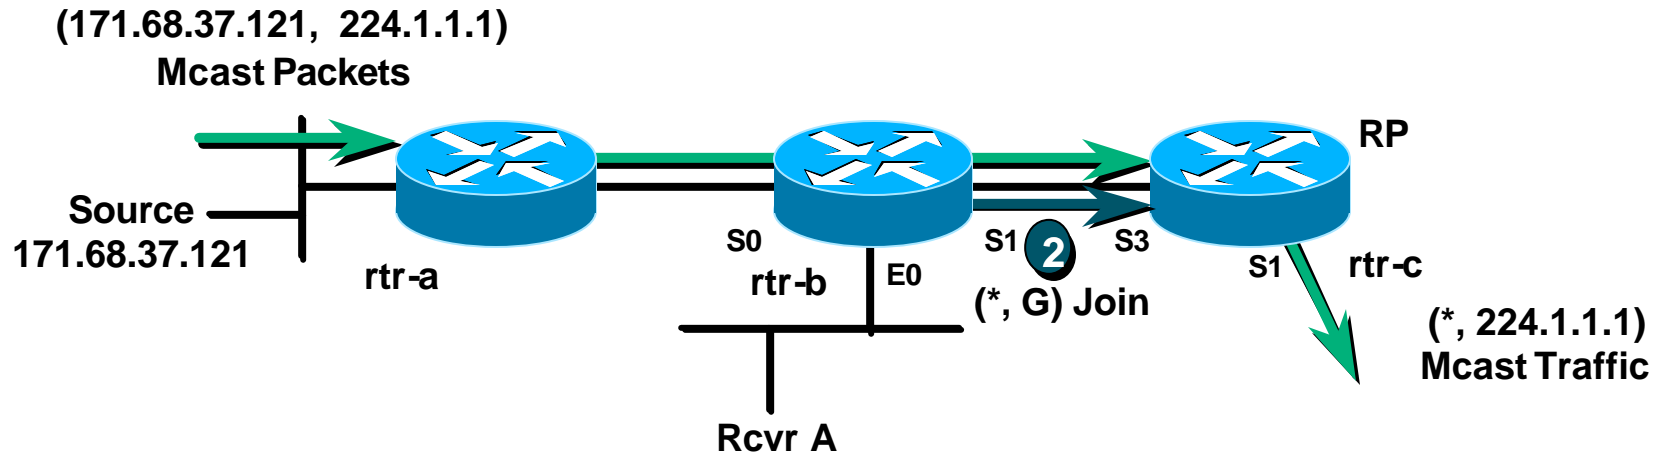 (171.68.37.121, 224.1.1.1)
Mcast Packets
RP
Source
171.68.37.121
rtr-a
S0
rtr-b
E0
S1
2
S3
(*, G) Join
S1
rtr-c
(*, 224.1.1.1)
Mcast Traffic
Rcvr A